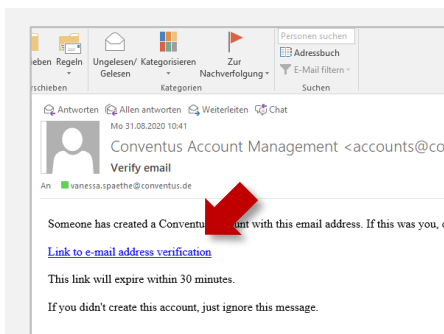 Personen suchen
ieben Regeln Ungelesen/ Kategorisieren Zur Adressbuch
Gelesen Nachverfolgung E-Mail filtern
rschieben Kategorien Suchen
Antworten Allen antworten Weiterleiten Chat
Mo 31.08.2020 10:41
Conventus Account Management <accounts@co
Verify email
An vanessa.spaethe@conventus.de
Someone has created a Conventu unt with this email address. If this was you,
Link to e-mail address verification
This link will expire within 30 minutes.
If you didn't create this account, just ignore this message.